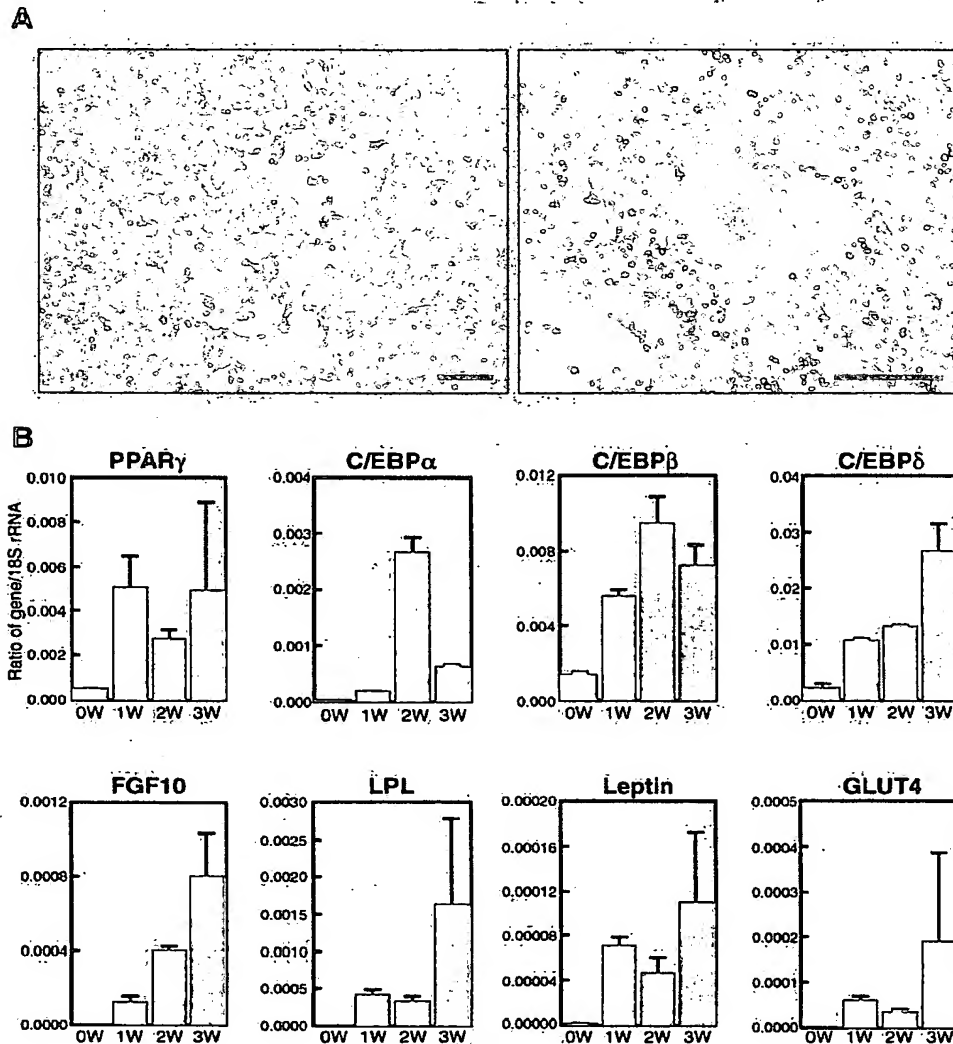 A
B
PPARγ C/EBPα C/EBPβ C/EBPδ
Ratio of gene/18S rRNA
0.010 0.008 0.006 0.004 0.002 0.000
0W 1W 2W 3W
0.004 0.003 0.002 0.001 0.000
0W 1W 2W 3W
0.012 0.008 0.004 0.000
0W 1W 2W 3W
0.04 0.03 0.02 0.01 0.00
0W 1W 2W 3W
FGF10 LPL Leptin GLUT4
0.0012 0.0008 0.0004 0.0000
0W 1W 2W 3W
0.0030 0.0025 0.0020 0.0015 0.0010 0.0005 0.0000
0W 1W 2W 3W
0.00020 0.00016 0.00012 0.00008 0.00004 0.00000
0W 1W 2W 3W
0.0005 0.0004 0.0003 0.0002 0.0001 0.0000
0W 1W 2W 3W